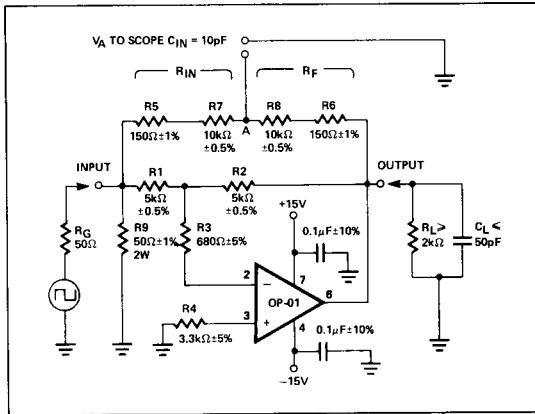 V_A TO SCOPE C_IN = 10pF
R_IN
R_F
R5
R7
R8
R6
A
150Ω±1%
10kΩ
±0.5%
10kΩ
±0.5%
150Ω±1%
INPUT
R1
R2
OUTPUT
5kΩ
±0.5%
5kΩ
±0.5%
+15V
R_G
50Ω
R9
50Ω±1%
2W
R3
680Ω±5%
0.1μF±10%
R_L ≥
2kΩ
C_L ≤
50pF
2
−
7
OP-01
6
R4
3
+
4
3.3kΩ±5%
0.1μF±10%
−15V